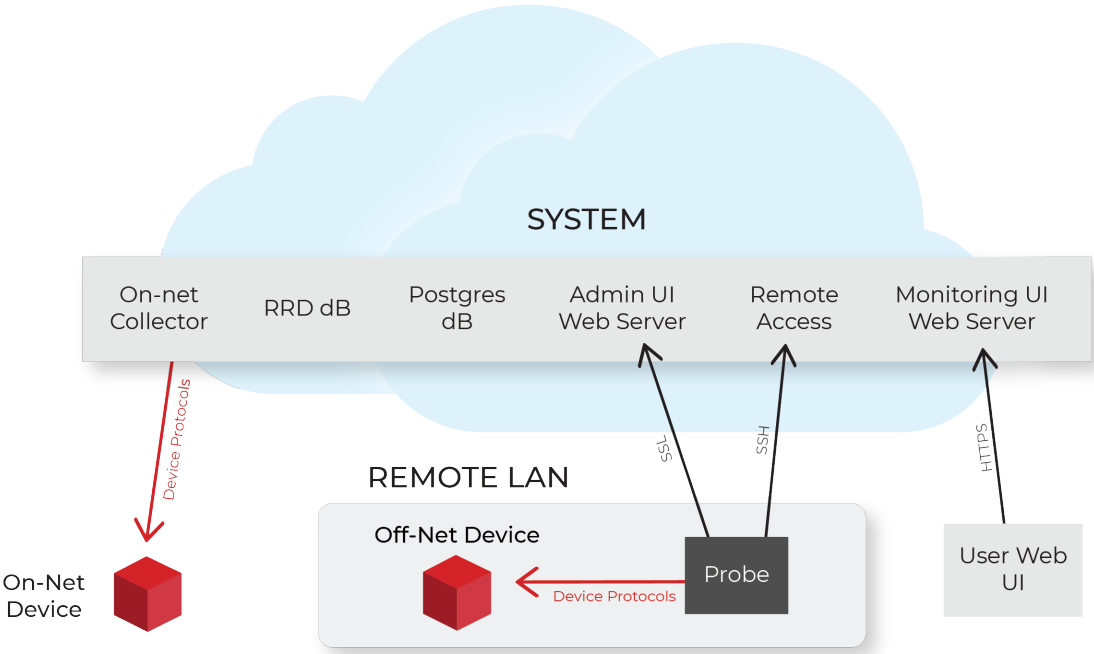 SYSTEM
On-net
Collector
RRD dB
Postgres
dB
Admin UI
Web Server
Remote
Access
Monitoring UI
Web Server
Device Protocols
SSL
SSH
HTTPS
REMOTE LAN
Off-Net Device
Device Protocols
Probe
On-Net
Device
User Web
UI